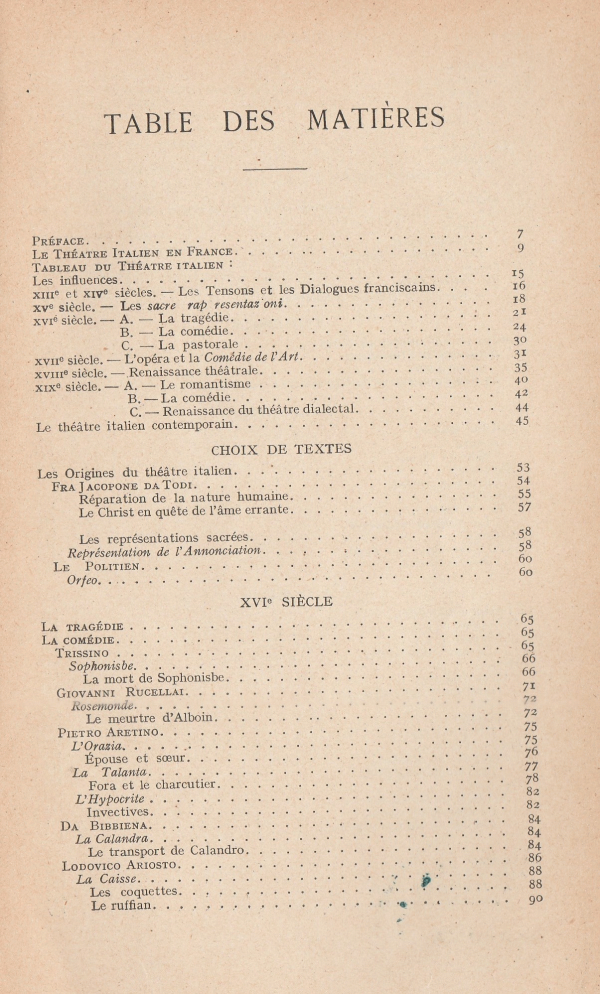 TABLE DES MATIÈRES
PRÉFACE. 7
LE THÉATRE ITALIEN EN FRANCE. 9
TABLEAU DU THÉATRE ITALIEN :
Les influences. 15
XIIIe et XIVe siècles. — Les Tensons et les Dialogues franciscains. 16
XVe siècle. — Les sacre rap resentaz oni. 18
XVIe siècle. — A. — La tragédie. 21
B. — La comédie. 24
C. — La pastorale 30
XVIIe siècle. — L'opéra et la Comédie de l'Art. 31
XVIIIe siècle. — Renaissance théâtrale. 35
XIXe siècle. — A. — Le romantisme 40
B. — La comédie. 42
C. — Renaissance du théâtre dialectal. 44
Le théâtre italien contemporain. 45
CHOIX DE TEXTES
Les Origines du théâtre italien. 53
FRA JACOPONE DA TODI. 54
Réparation de la nature humaine. 55
Le Christ en quête de l'âme errante. 57
Les représentations sacrées. 58
Représentation de l'Annonciation. 58
LE POLITIEN. 60
Orfeo. 60
XVIe SIÈCLE
LA TRAGÉDIE 65
LA COMÉDIE. 65
TRISSINO 65
Sophonisbe. 66
La mort de Sophonisbe. 66
GIOVANNI RUCELLAI. 71
Rosemonde. 72
Le meurtre d'Alboin. 72
PIETRO ARETINO. 75
L'Orazia. 75
Épouse et sœur. 76
La Talanta. 77
Fora et le charcutier. 78
L'Hypocrite 82
Invectives. 82
DA BIBBIENA. 84
La Calandra. 84
Le transport de Calandro. 84
LODOVICO ARIOSTO. 86
La Caisse. 88
Les coquettes. 88
Le ruffian. 90